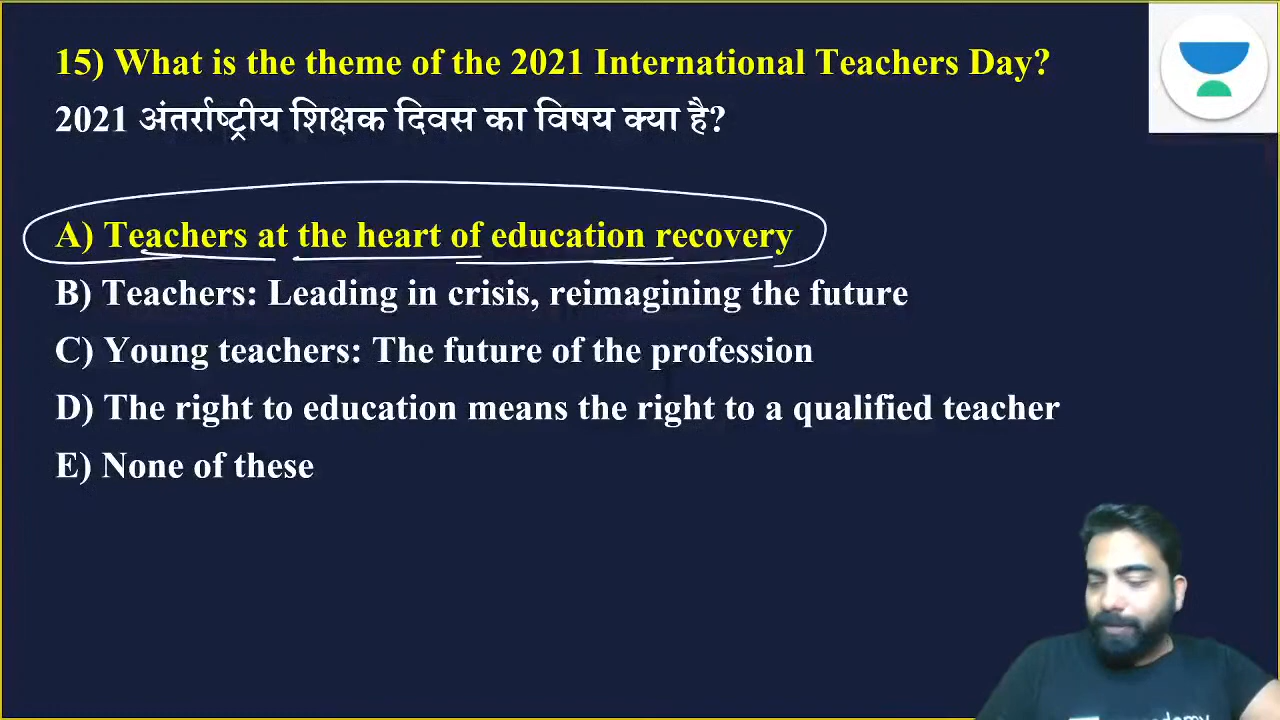 15) What is the theme of the 2021 International Teachers Day?
2021 अंतर्राष्ट्रीय शिक्षक दिवस का विषय क्या है?
A) Teachers at the heart of education recovery
B) Teachers: Leading in crisis, reimagining the future
C) Young teachers: The future of the profession
D) The right to education means the right to a qualified teacher
E) None of these